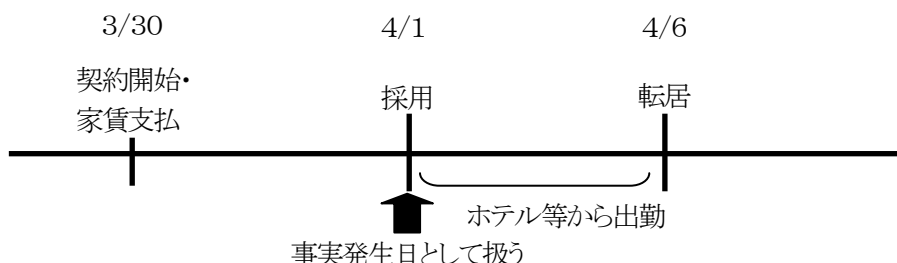 3/30
4/1
4/6
契約開始・
家賃支払
採用
転居
ホテル等から出勤
事実発生日として扱う